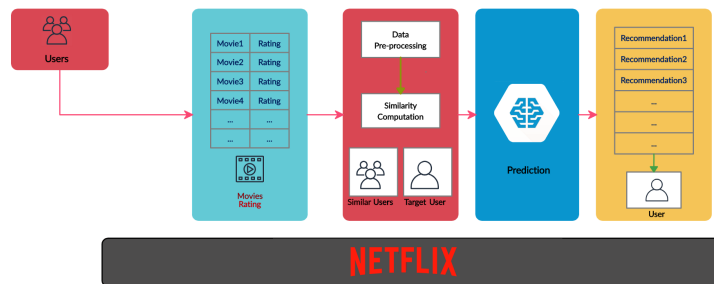 Users
Movie1 Rating
Movie2 Rating
Movie3 Rating
Movie4 Rating
... ...
... ...
Movies
Rating
Data
Pre-processing
Similarity
Computation
Similar Users Target User
Prediction
Recommendation1
Recommendation2
Recommendation3
...
...
...
User
NETFLIX